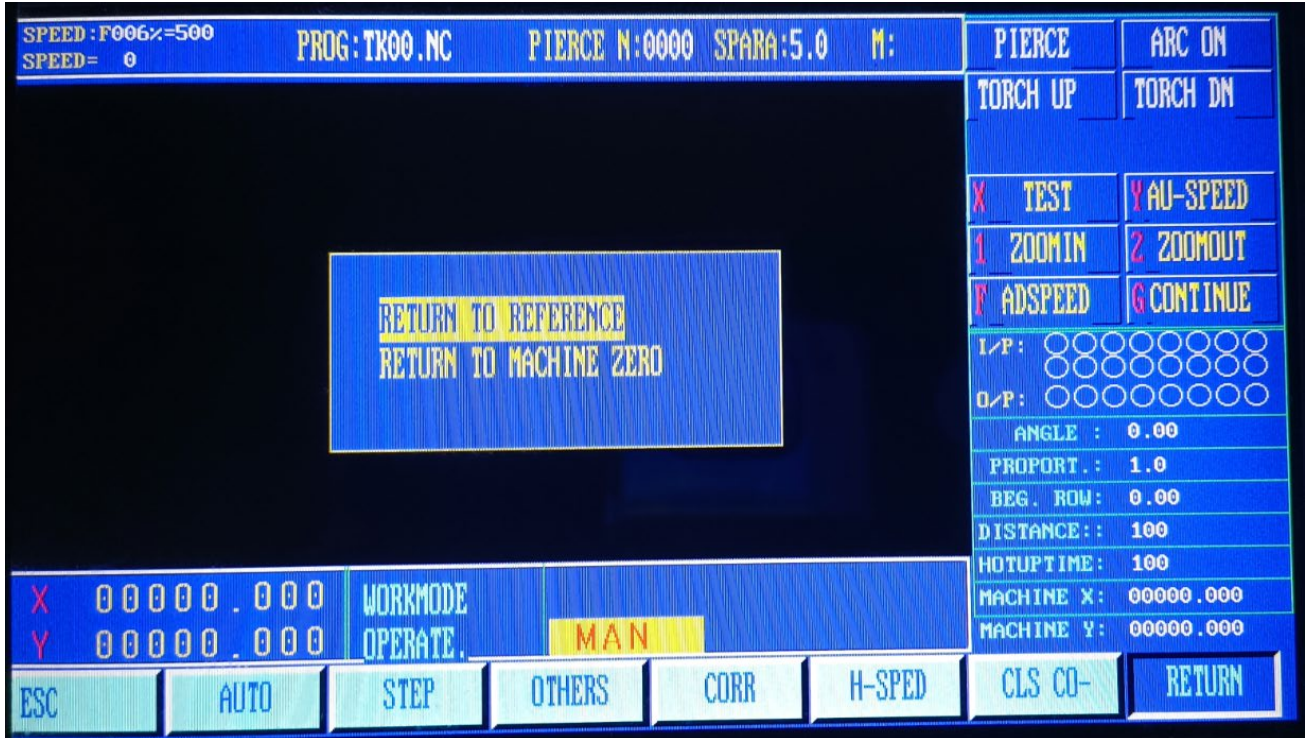 SPEED:F006%=500
SPEED= 0
PROG:TK00.NC PIERCE N:0000 SPARA:5.0 M:
PIERCE ARC ON
TORCH UP TORCH DN
X TEST Y AU-SPEED
1 ZOOMIN 2 ZOOMOUT
F ADSPEED G CONTINUE
I/P:
O/P:
ANGLE : 0.00
PROPORT.: 1.0
BEG. ROW: 0.00
DISTANCE:: 100
HOTUPTIME: 100
MACHINE X: 00000.000
MACHINE Y: 00000.000
RETURN TO REFERENCE
RETURN TO MACHINE ZERO
X 00000.000 WORKMODE
Y 00000.000 OPERATE. MAN
ESC AUTO STEP OTHERS CORR H-SPED CLS CO- RETURN